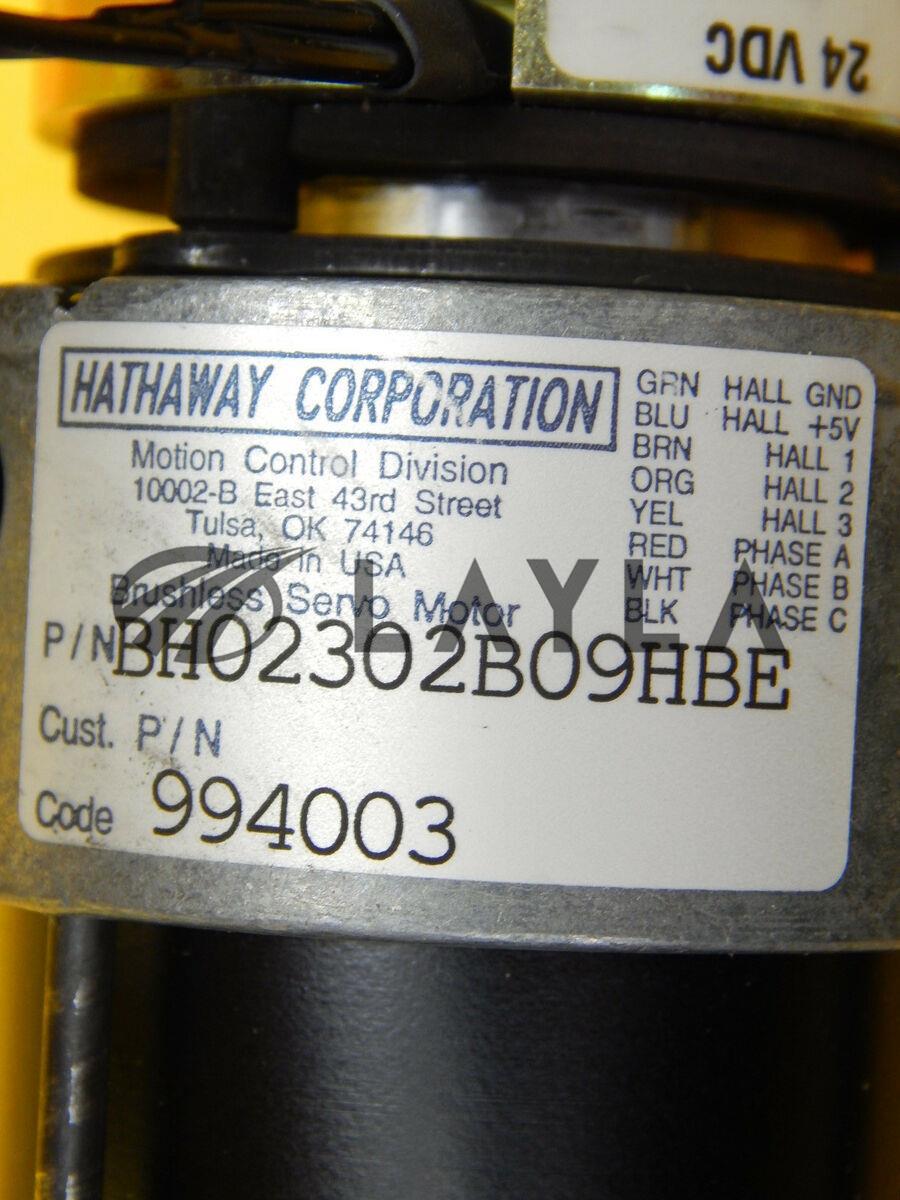 24 VDC
HATHAWAY CORPORATION
Motion Control Division
10002-B East 43rd Street
Tulsa, OK 74146
Made in USA
Brushless Servo Motor
GRN HALL GND
BLU HALL +5V
BRN HALL 1
ORG HALL 2
YEL HALL 3
RED PHASE A
WHT PHASE B
BLK PHASE C
LAYLA
P/N BH02302B09HBE
Cust. P/N
Code 994003